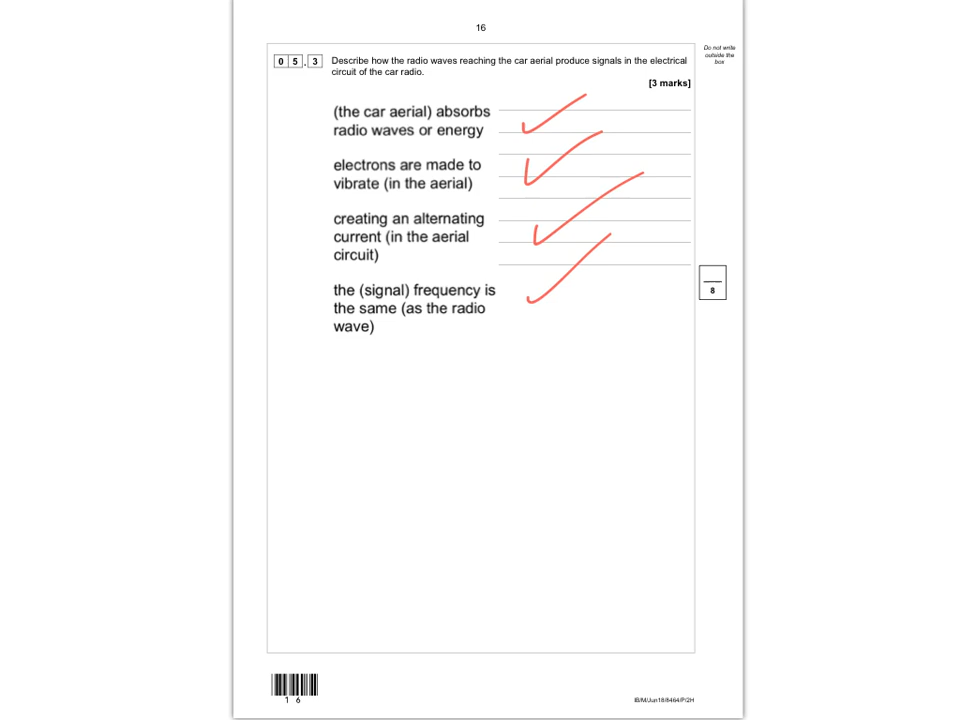 16
Do not write
outside the
box
0 5 . 3 Describe how the radio waves reaching the car aerial produce signals in the electrical
circuit of the car radio.
[3 marks]
(the car aerial) absorbs
radio waves or energy
electrons are made to
vibrate (in the aerial)
creating an alternating
current (in the aerial
circuit)
the (signal) frequency is
the same (as the radio
wave)
8
1 6
IB/M/Jun18/8464/P/2H